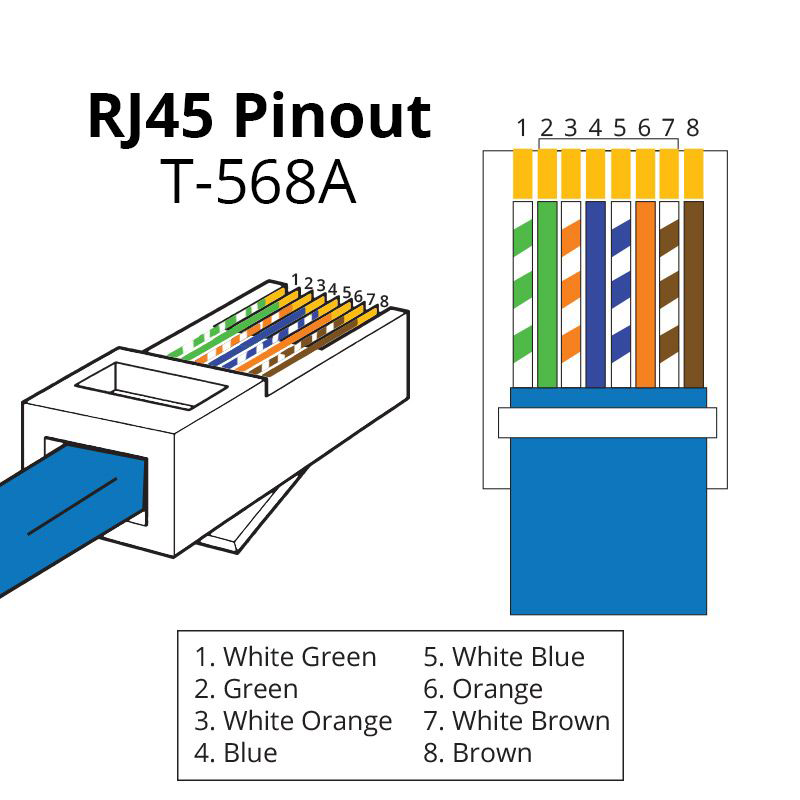 RJ45 Pinout
T-568A
1 2 3 4 5 6 7 8
1 2 3 4 5 6 7 8
1. White Green
2. Green
3. White Orange
4. Blue
5. White Blue
6. Orange
7. White Brown
8. Brown